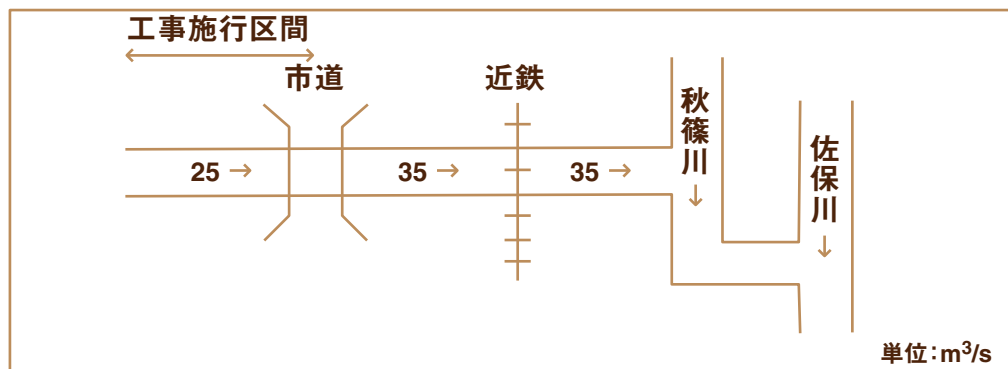 工事施行区間
市道
近鉄
秋篠川
佐保川
25 →
35 →
35 →
単位：m³/s